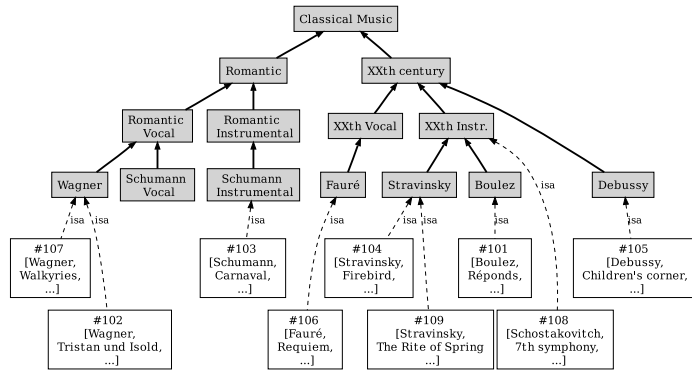 Classical Music
Romantic
XXth century
Romantic
Vocal
Romantic
Instrumental
XXth Vocal
XXth Instr.
Wagner
Schumann
Vocal
Schumann
Instrumental
Fauré
Stravinsky
Boulez
Debussy
isa
isa
isa
isa
isa
isa
isa
isa
isa
#107
[Wagner,
Walkyries,
...]
#103
[Schumann,
Carnaval,
...]
#104
[Stravinsky,
Firebird,
...]
#101
[Boulez,
Réponds,
...]
#105
[Debussy,
Children's corner,
...]
#102
[Wagner,
Tristan und Isold,
...]
#106
[Fauré,
Requiem,
...]
#109
[Stravinsky,
The Rite of Spring
...]
#108
[Schostakovitch,
7th symphony,
...]